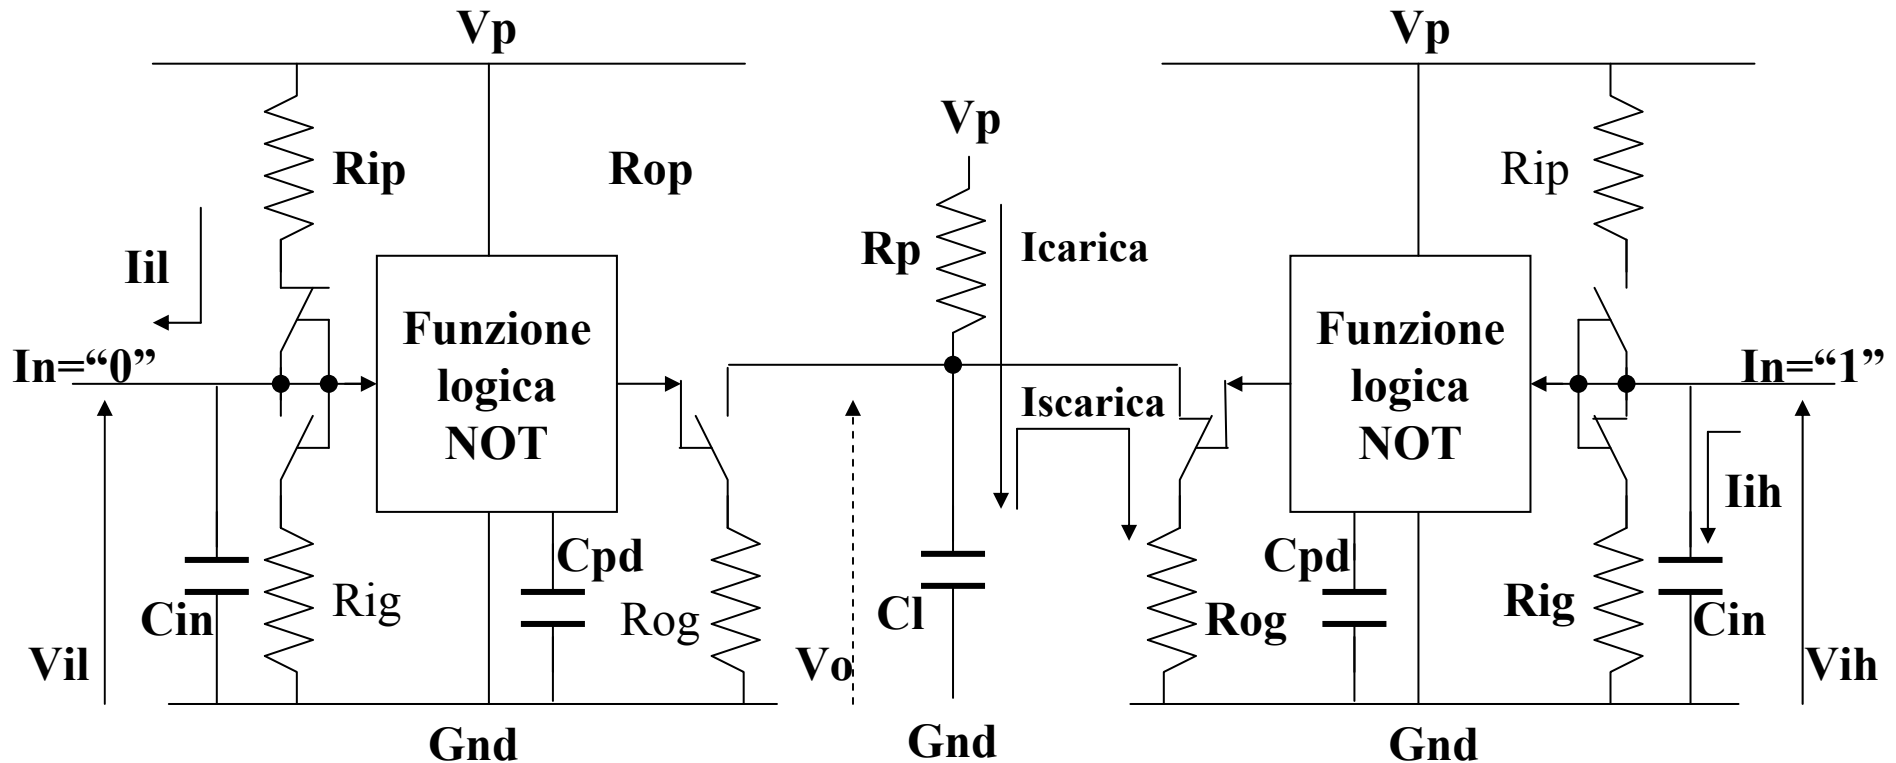 Vp
Vp
Vp
Rip
Rop
Rip
Rp
Icarica
Iil
Funzione
logica
NOT
Funzione
logica
NOT
In=“0”
In=“1”
Iscarica
Iih
Cpd
Cpd
Cin
Rig
Rog
Cl
Rog
Rig
Cin
Vil
Vo
Vih
Gnd
Gnd
Gnd